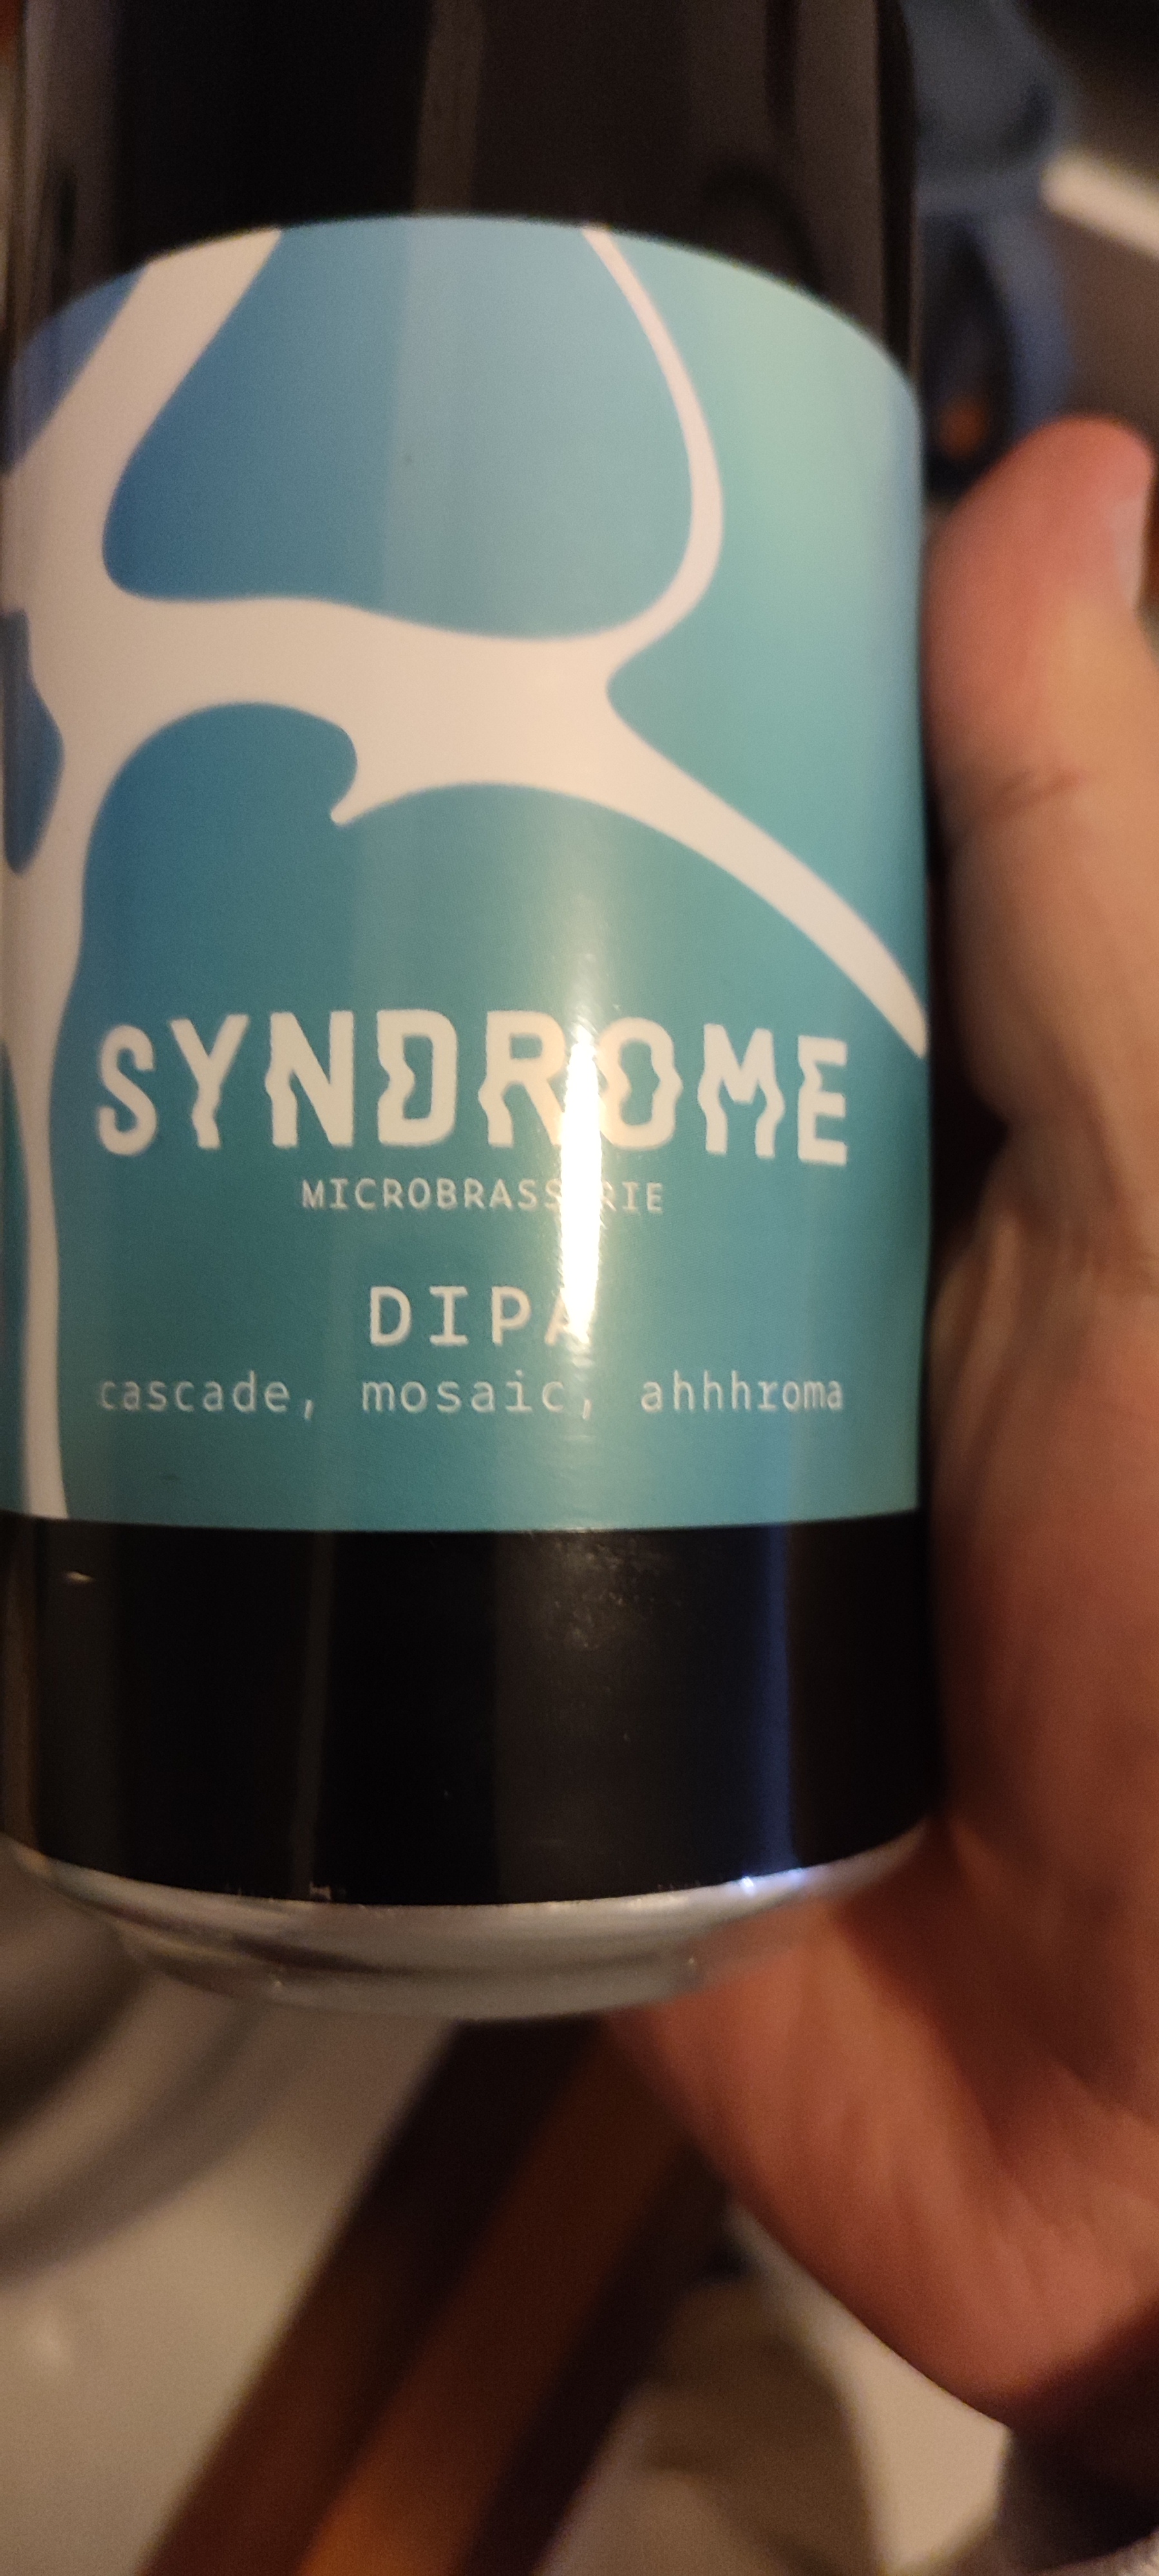 SYNDROME
MICROBRASSERIE
DIPA
cascade, mosaic, ahhhroma